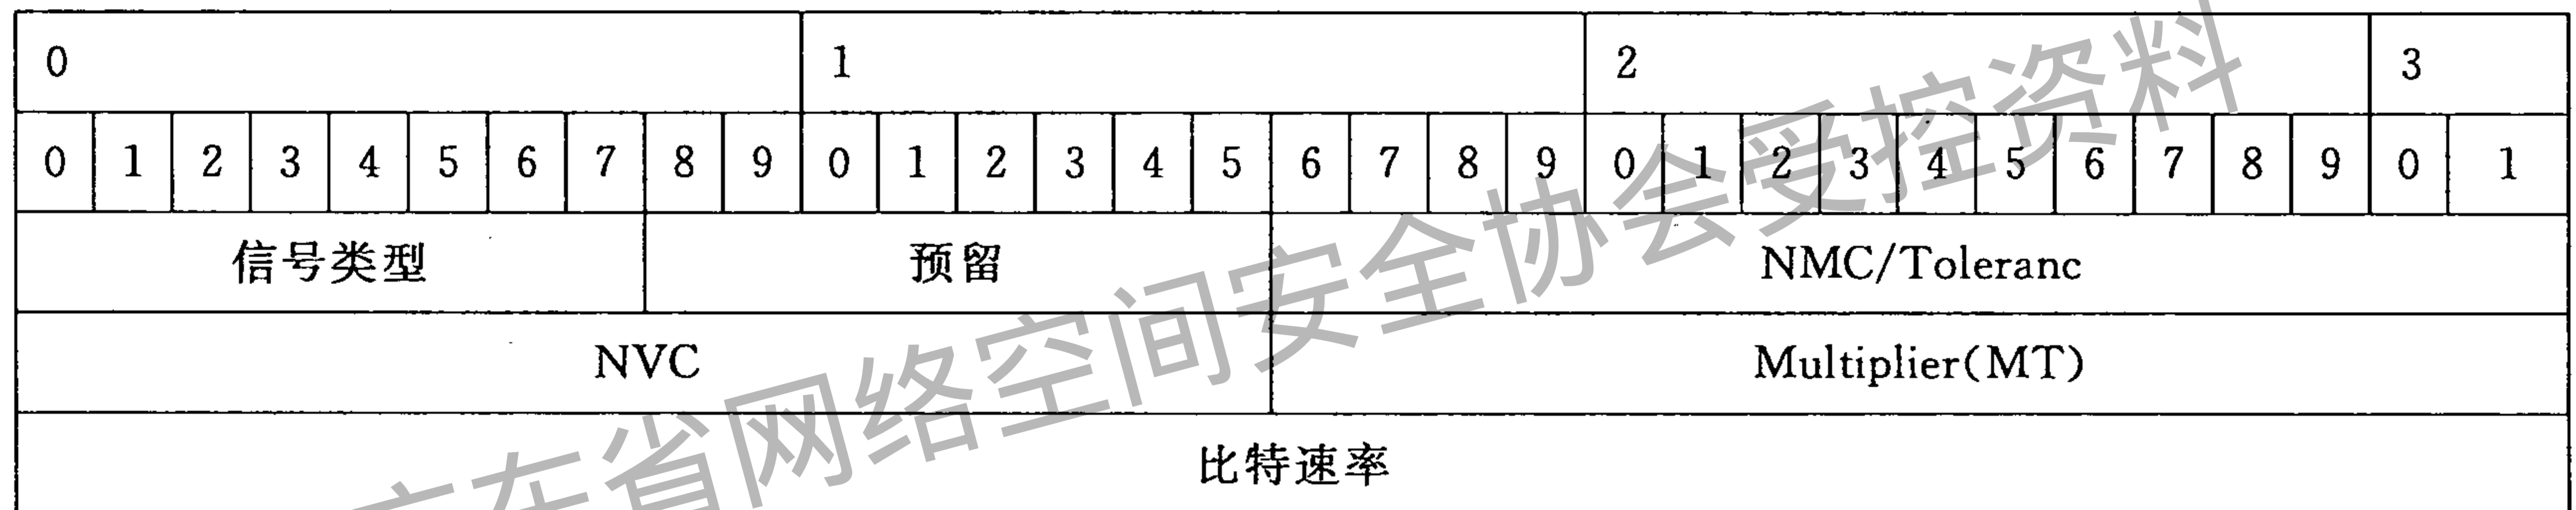 0 1 2 3
0 1 2 3 4 5 6 7 8 9 0 1 2 3 4 5 6 7 8 9 0 1 2 3 4 5 6 7 8 9 0 1
信号类型 预留 NMC/Toleranc
NVC Multiplier(MT)
比特速率
东省网络空间安全协会受控资料